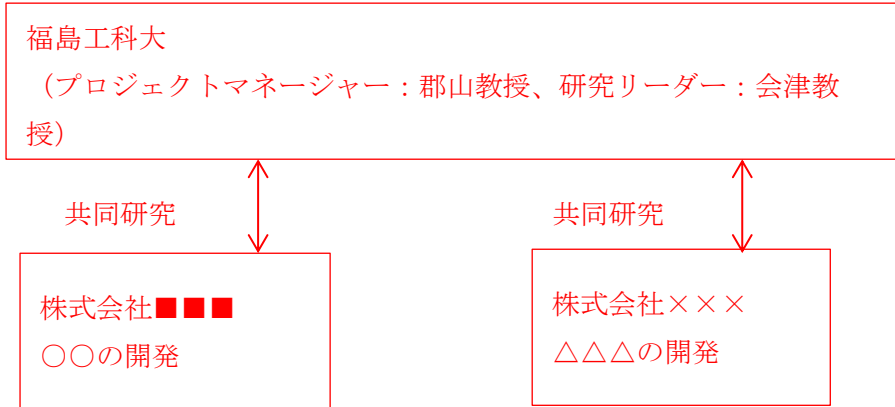 福島工科大
（プロジェクトマネージャー：郡山教授、研究リーダー：会津教
授）
共同研究
共同研究
株式会社■■■
○○の開発
株式会社×××
△△△の開発